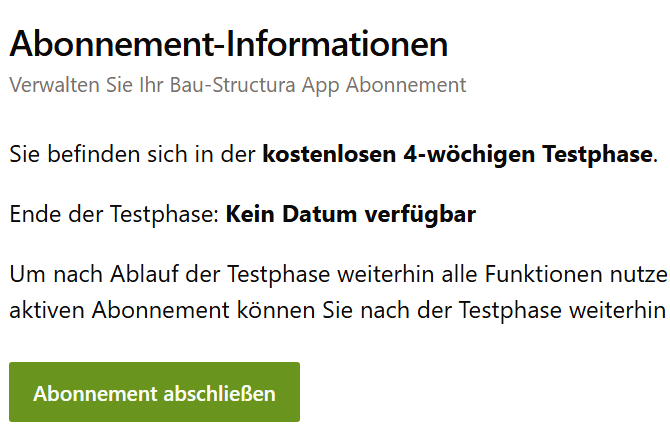 Abonnement-Informationen
Verwalten Sie Ihr Bau-Structura App Abonnement
Sie befinden sich in der kostenlosen 4-wöchigen Testphase.
Ende der Testphase: Kein Datum verfügbar
Um nach Ablauf der Testphase weiterhin alle Funktionen nutze
aktiven Abonnement können Sie nach der Testphase weiterhin
Abonnement abschließen